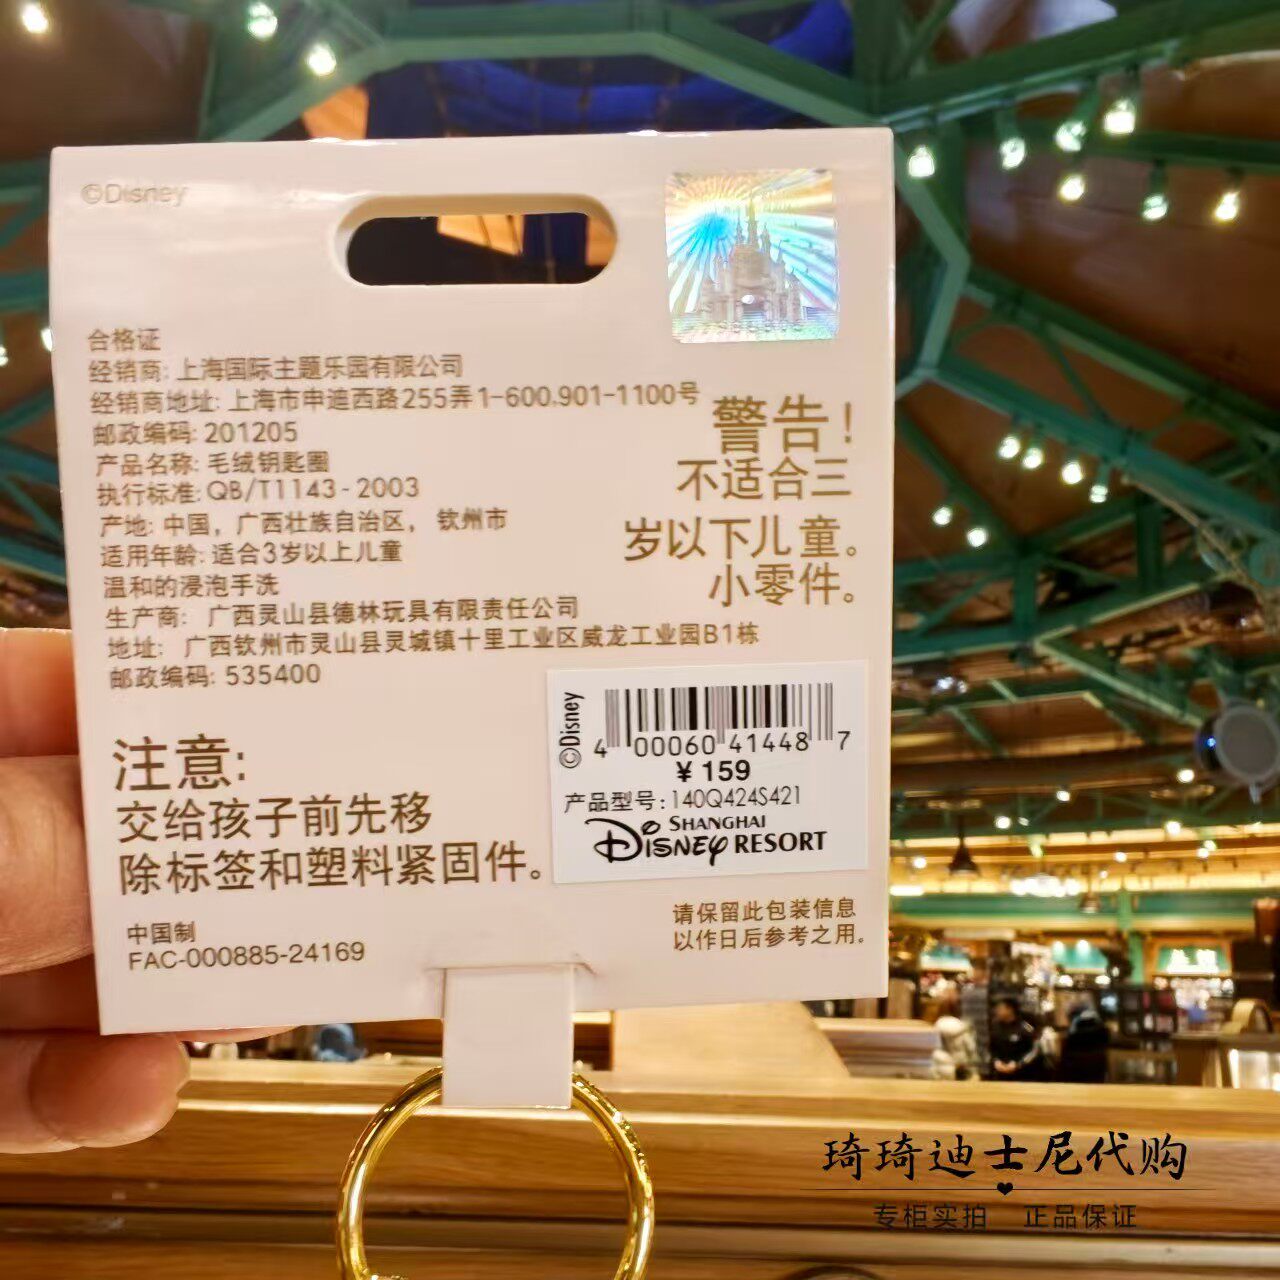 ©Disney
合格证
经销商: 上海国际主题乐园有限公司
经销商地址: 上海市申迪西路255弄1-600.901-1100号
邮政编码: 201205
产品名称: 毛绒钥匙圈
执行标准: QB/T1143-2003
产地: 中国，广西壮族自治区， 钦州市
适用年龄: 适合3岁以上儿童
温和的浸泡手洗
生产商: 广西灵山县德林玩具有限责任公司
地址: 广西钦州市灵山县灵城镇十里工业区威龙工业园B1栋
邮政编码: 535400
警告！
不适合三
岁以下儿童。
小零件。
注意:
交给孩子前先移
除标签和塑料紧固件。
中国制
FAC-000885-24169
©Disney
4 00060 41448 7
¥ 159
产品型号: 140Q424S421
SHANGHAI
Disney RESORT
请保留此包装信息
以作日后参考之用。
琦琦迪士尼代购
专柜实拍 正品保证